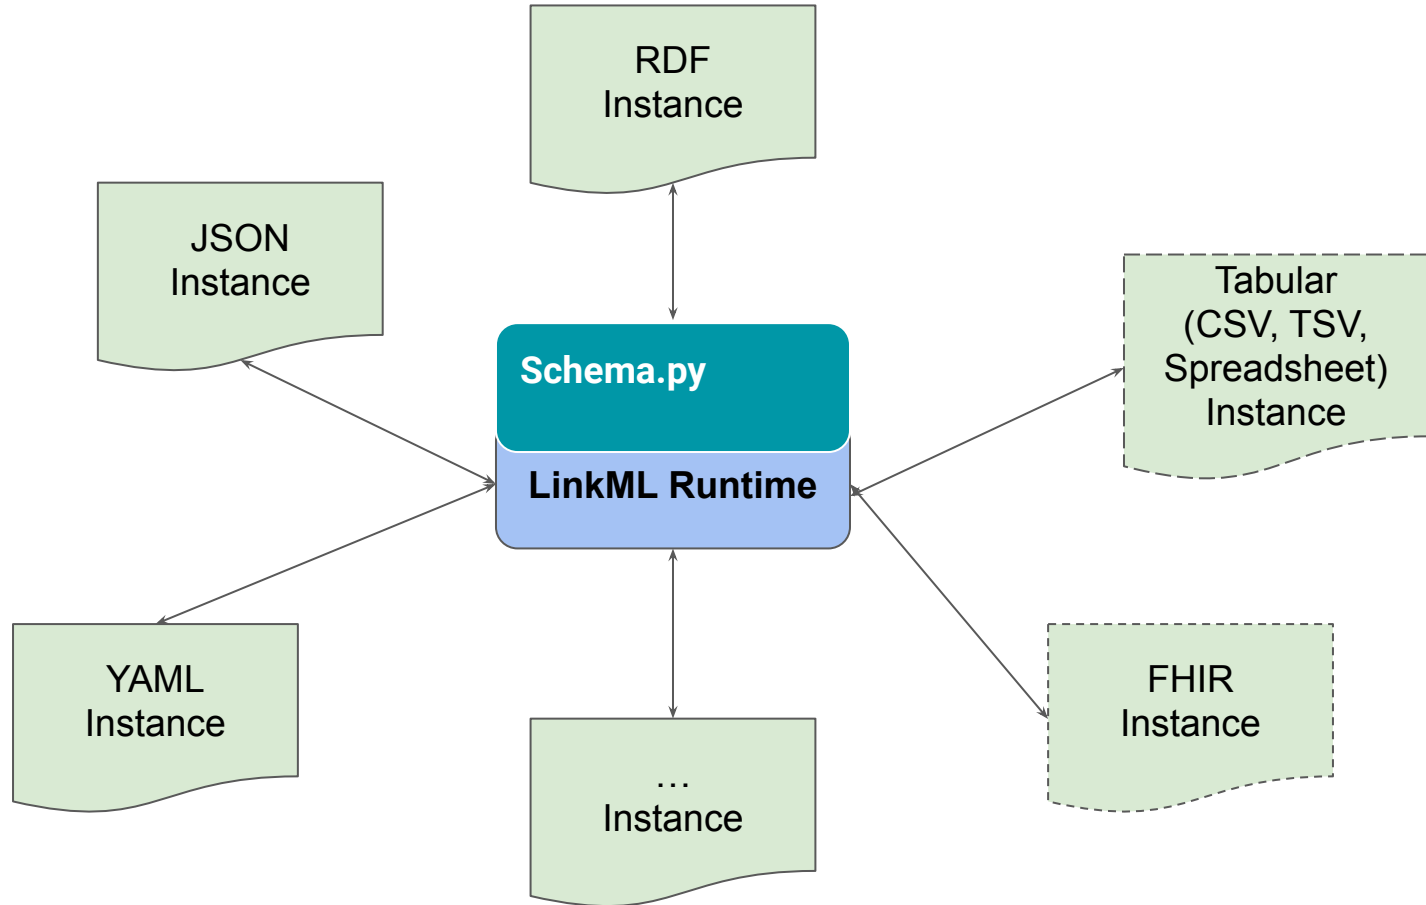 RDF
Instance
JSON
Instance
Tabular
(CSV, TSV,
Spreadsheet)
Instance
Schema.py
LinkML Runtime
YAML
Instance
FHIR
Instance
...
Instance